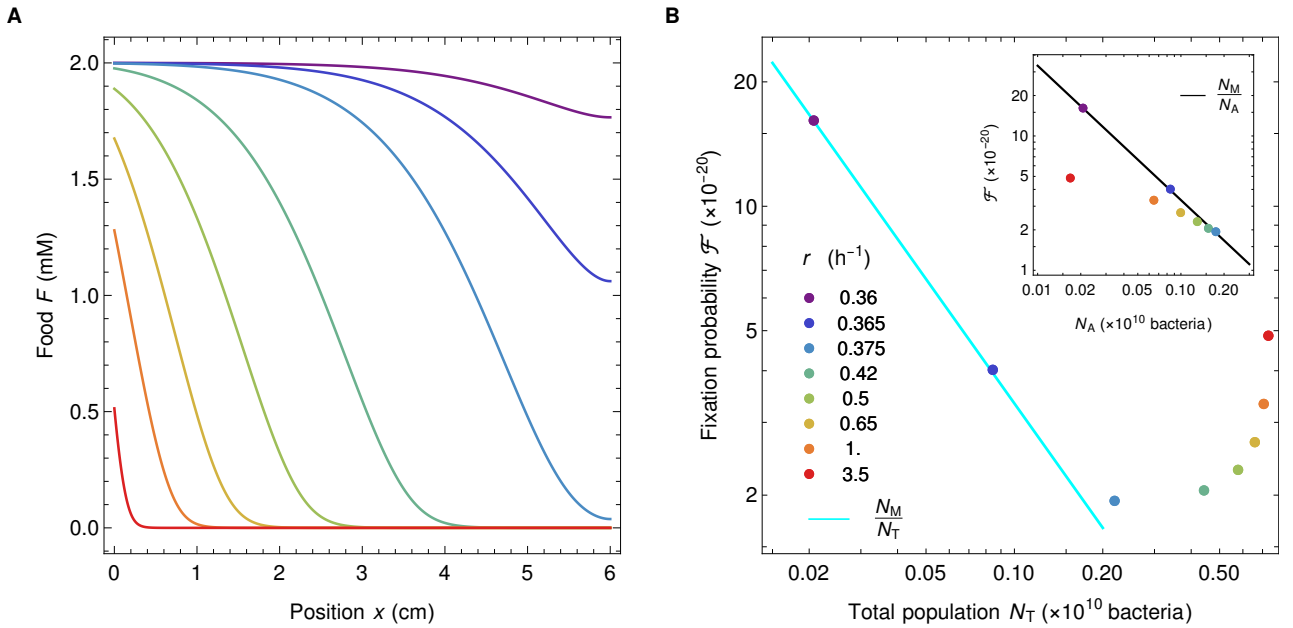 A
Food F (mM)
2.0
1.5
1.0
0.5
0.0
0 1 2 3 4 5 6
Position x (cm)
B
Fixation probability ℱ (×10⁻²⁰)
20
10
5
2
0.02 0.05 0.10 0.20 0.50
Total population N_T (×10¹⁰ bacteria)
r (h⁻¹)
0.36
0.365
0.375
0.42
0.5
0.65
1.
3.5
N_M
N_T
ℱ (×10⁻²⁰)
20
10
5
2
1
0.01 0.02 0.05 0.10 0.20
N_A (×10¹⁰ bacteria)
N_M
N_A